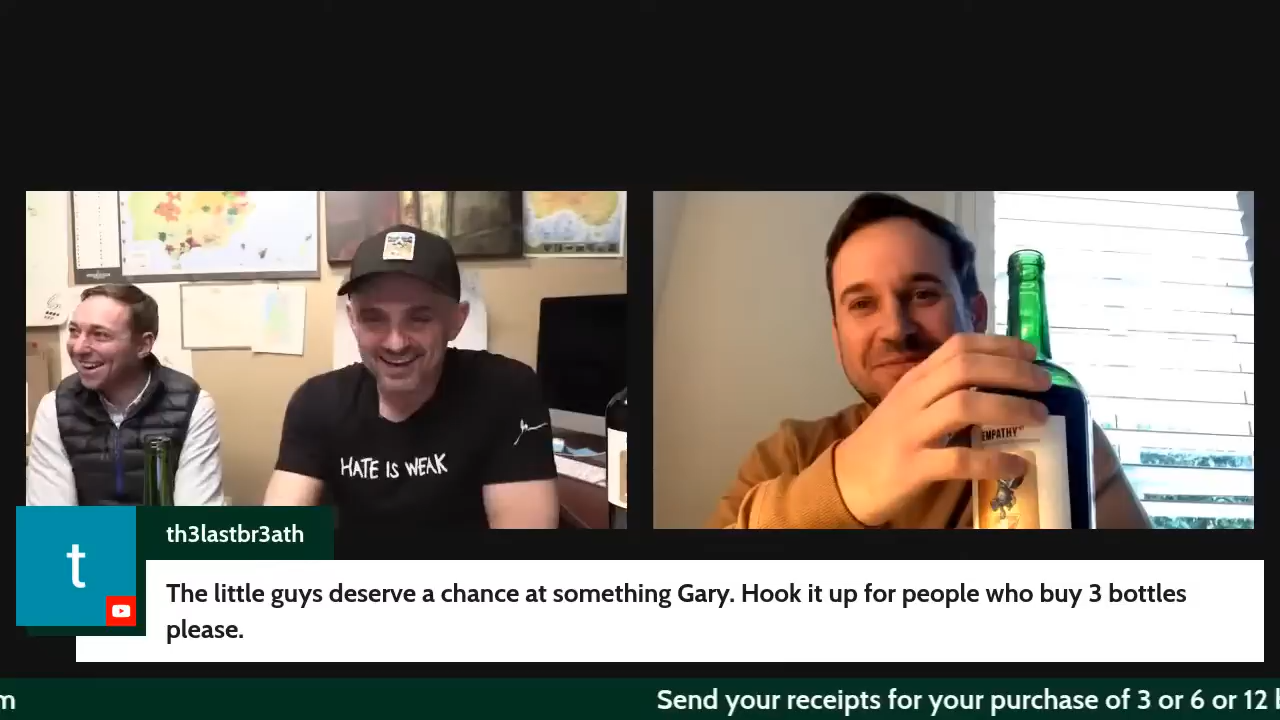 HATE IS WEAK
EMPATHY
t
th3lastbr3ath
The little guys deserve a chance at something Gary. Hook it up for people who buy 3 bottles
please.
m
Send your receipts for your purchase of 3 or 6 or 12 b